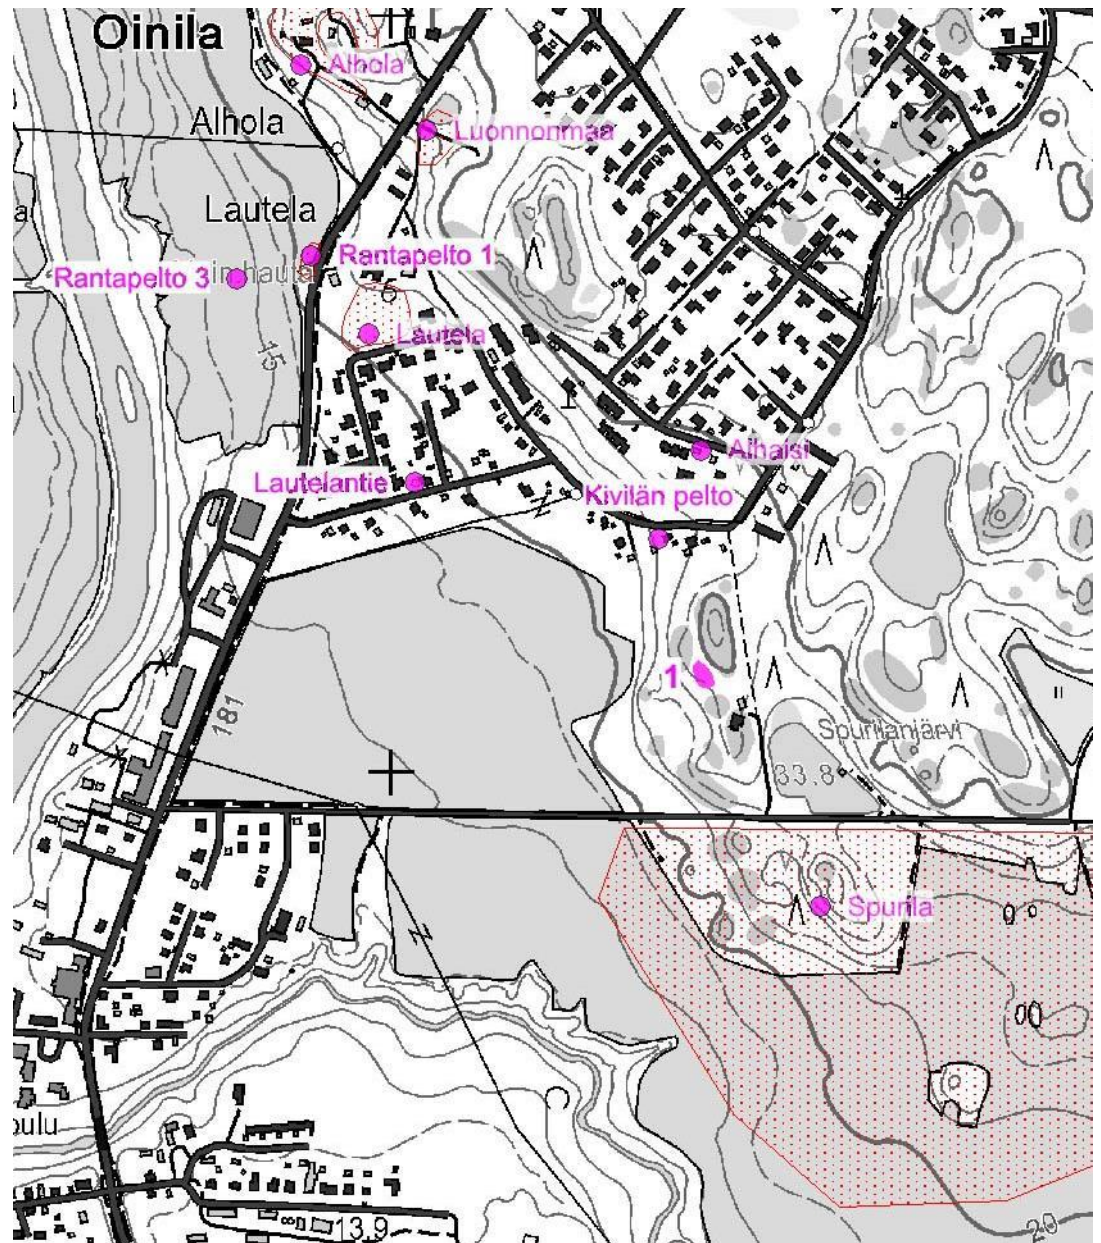 Oinila
Alhola
Alhola
Luonnonmaa
Lautela
Rantapelto 1
Rantapelto 3
15
Lautela
Alhaisi
Lautelantie
Kivilän pelto
1
181
Spurilanjärvi
33.8
Spurila
13.9
20